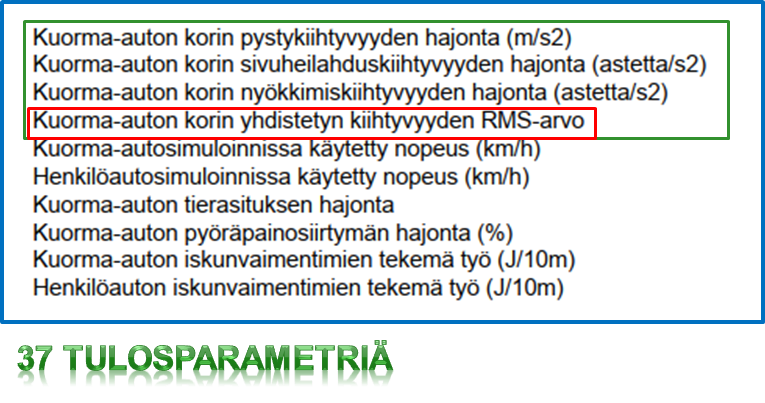 Kuorma-auton korin pystykiihtyvyyden hajonta (m/s2)
Kuorma-auton korin sivuheilahduskiihtyvyyden hajonta (astetta/s2)
Kuorma-auton korin nyökkimiskiihtyvyyden hajonta (astetta/s2)
Kuorma-auton korin yhdistetyn kiihtyvyyden RMS-arvo
Kuorma-autosimuloinnissa käytetty nopeus (km/h)
Henkilöautosimuloinnissa käytetty nopeus (km/h)
Kuorma-auton tierasituksen hajonta
Kuorma-auton pyöräpainosiirtymän hajonta (%)
Kuorma-auton iskunvaimentimien tekemä työ (J/10m)
Henkilöauton iskunvaimentimien tekemä työ (J/10m)
37 TULOSPARAMETRIÄ